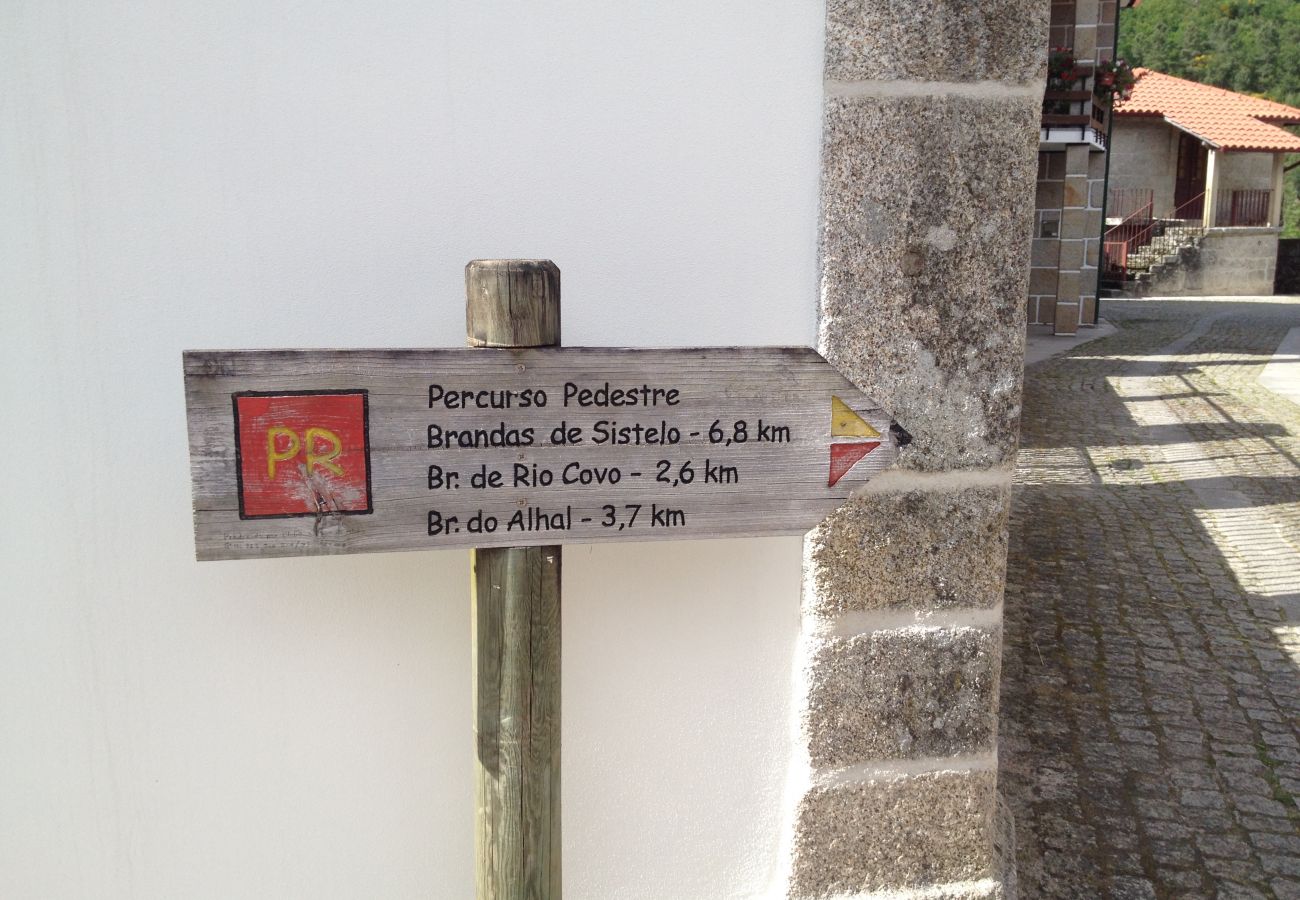 PR
Percurso Pedestre
Brandas de Sistelo - 6,8 km
Br. de Rio Covo - 2,6 km
Br. do Alhal - 3,7 km